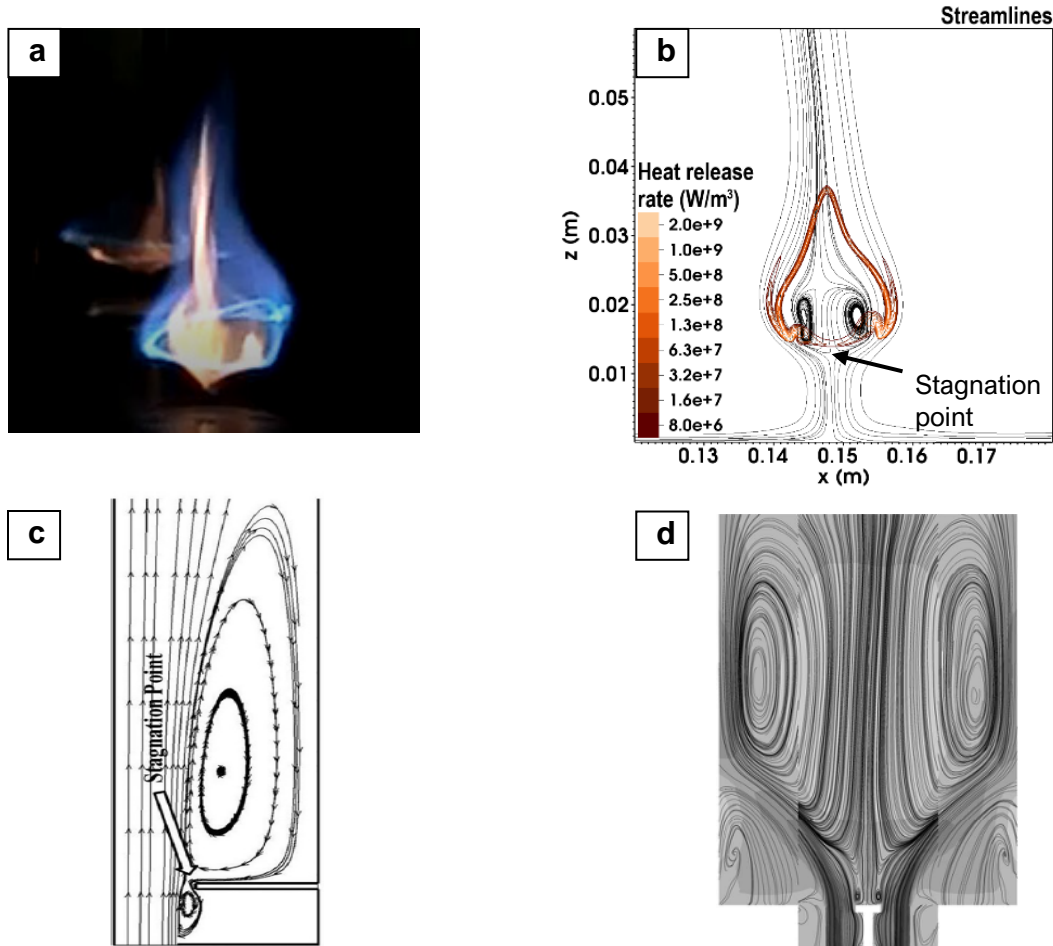 a
b
Streamlines
0.05
0.04
0.03
0.02
0.01
z (m)
Heat release
rate (W/m³)
2.0e+9
1.0e+9
5.0e+8
2.5e+8
1.3e+8
6.3e+7
3.2e+7
1.6e+7
8.0e+6
Stagnation
point
0.13 0.14 0.15 0.16 0.17
x (m)
c
Stagnation Point
d